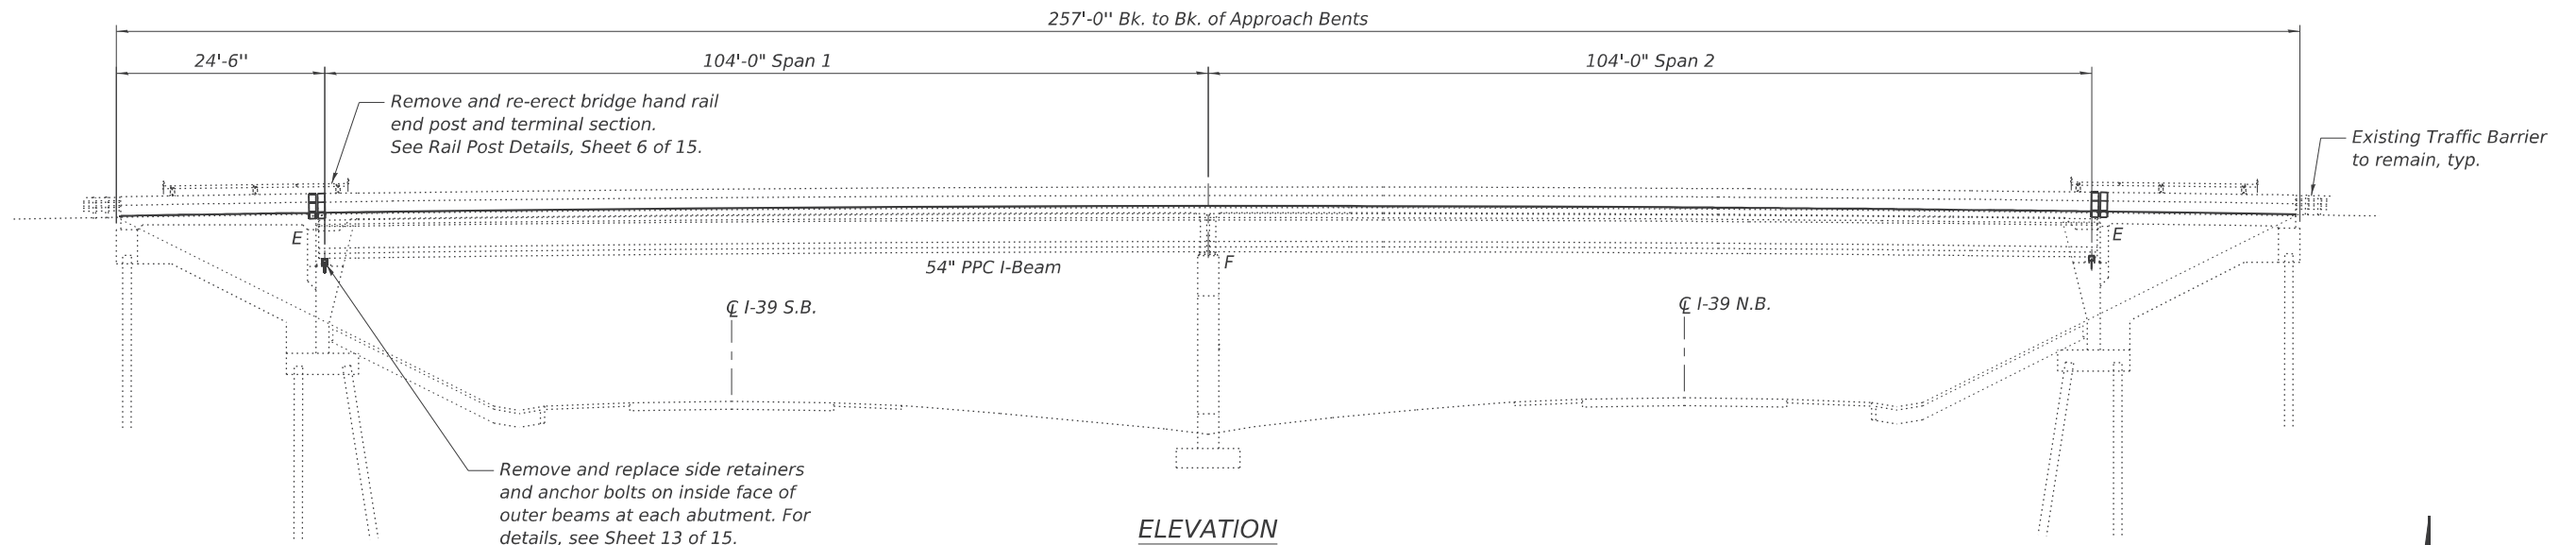 257'-0'' Bk. to Bk. of Approach Bents
24'-6''
104'-0" Span 1
104'-0" Span 2
Remove and re-erect bridge hand rail
end post and terminal section.
See Rail Post Details, Sheet 6 of 15.
Existing Traffic Barrier
to remain, typ.
E
E
F
54" PPC I-Beam
℄ I-39 S.B.
℄ I-39 N.B.
Remove and replace side retainers
and anchor bolts on inside face of
outer beams at each abutment. For
details, see Sheet 13 of 15.
ELEVATION